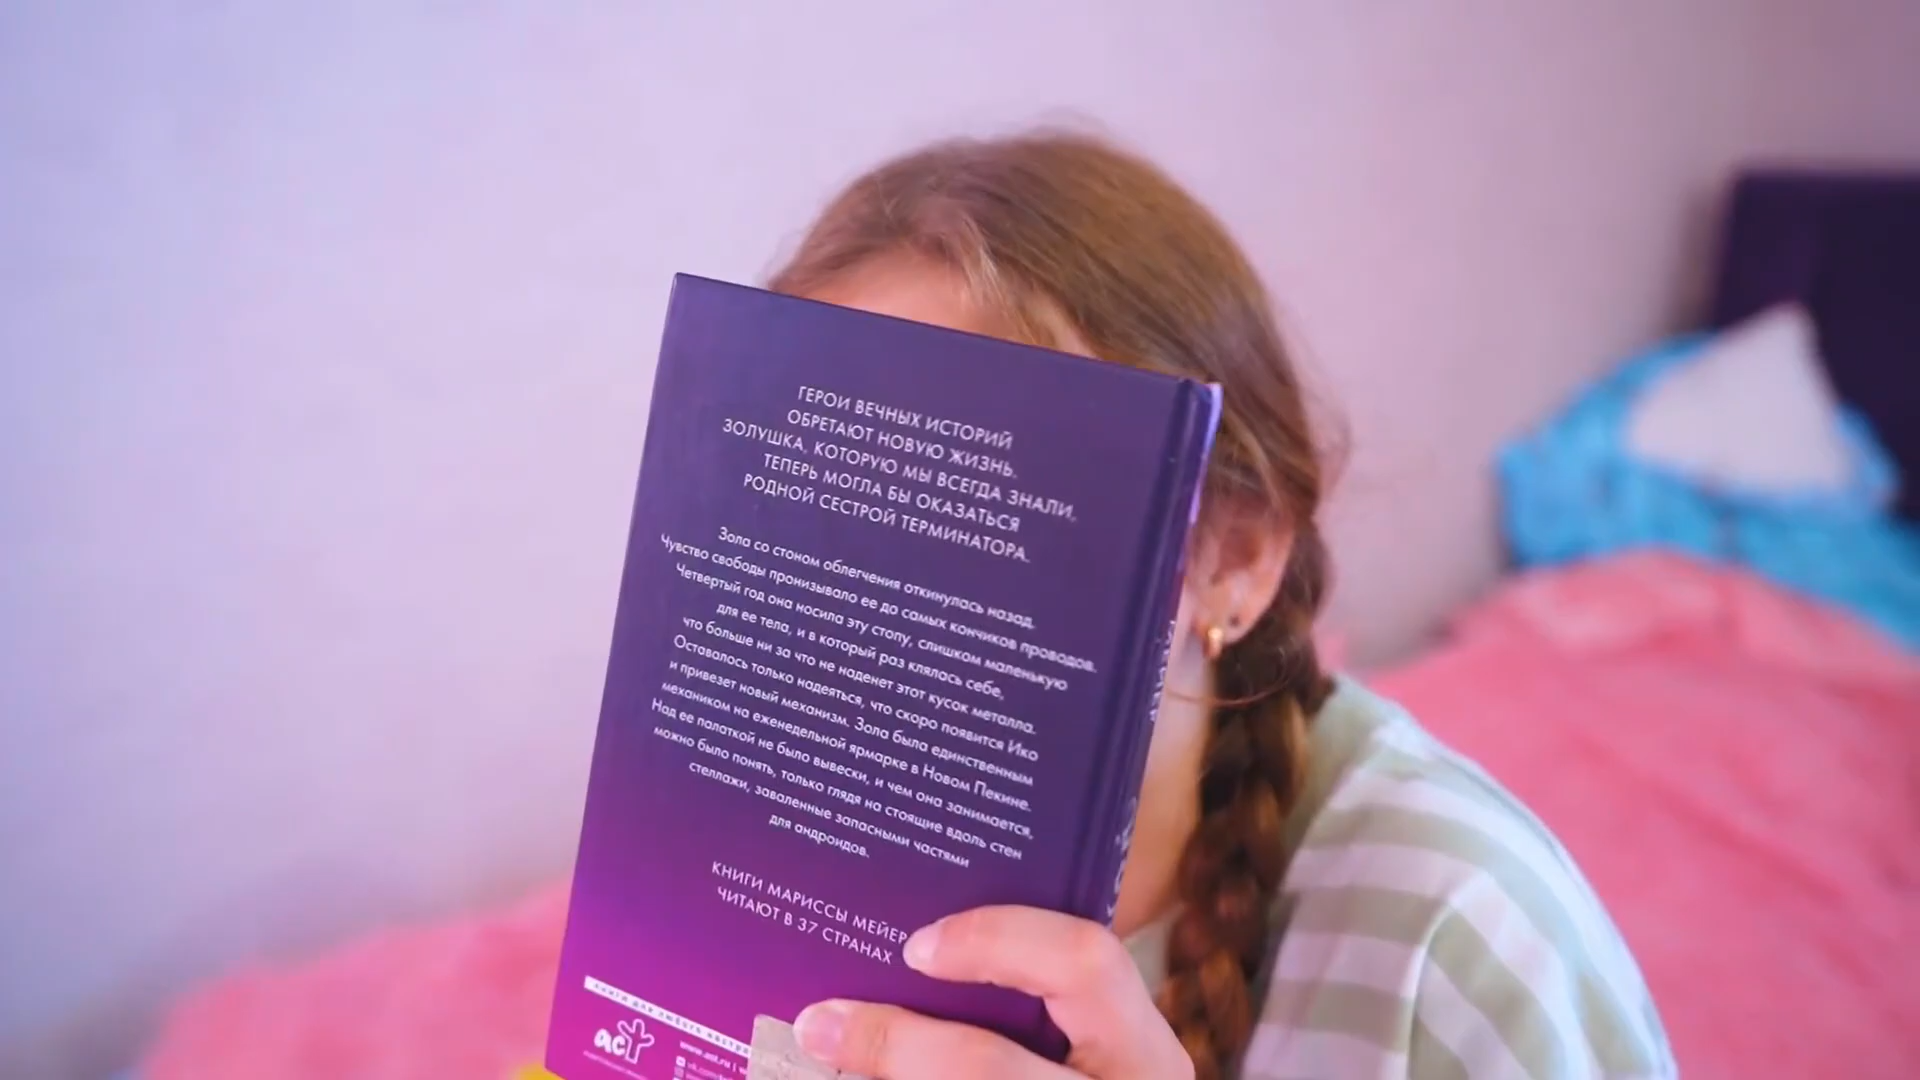 ГЕРОИ ВЕЧНЫХ ИСТОРИЙ
ОБРЕТАЮТ НОВУЮ ЖИЗНЬ.
ЗОЛУШКА, КОТОРУЮ МЫ ВСЕГДА ЗНАЛИ,
ТЕПЕРЬ МОГЛА БЫ ОКАЗАТЬСЯ
РОДНОЙ СЕСТРОЙ ТЕРМИНАТОРА.
Зола со стоном облегчения откинулась назад.
Чувство свободы пронизывало ее до самых кончиков проводов.
Четвертый год она носила эту стопу, слишком маленькую
для ее тела, и в который раз клялась себе,
что больше ни за что не наденет этот кусок металла.
Оставалось только надеяться, что скоро появится Ико
и привезет новый механизм. Зола была единственным
механиком на еженедельной ярмарке в Новом Пекине.
Над ее палаткой не было вывески, и чем она занимается,
можно было понять, только глядя на стоящие вдоль стен
стеллажи, заваленные запасными частями
для андроидов.
КНИГИ МАРИССЫ МЕЙЕР
ЧИТАЮТ В 37 СТРАНАХ
аст
www.ast.ru